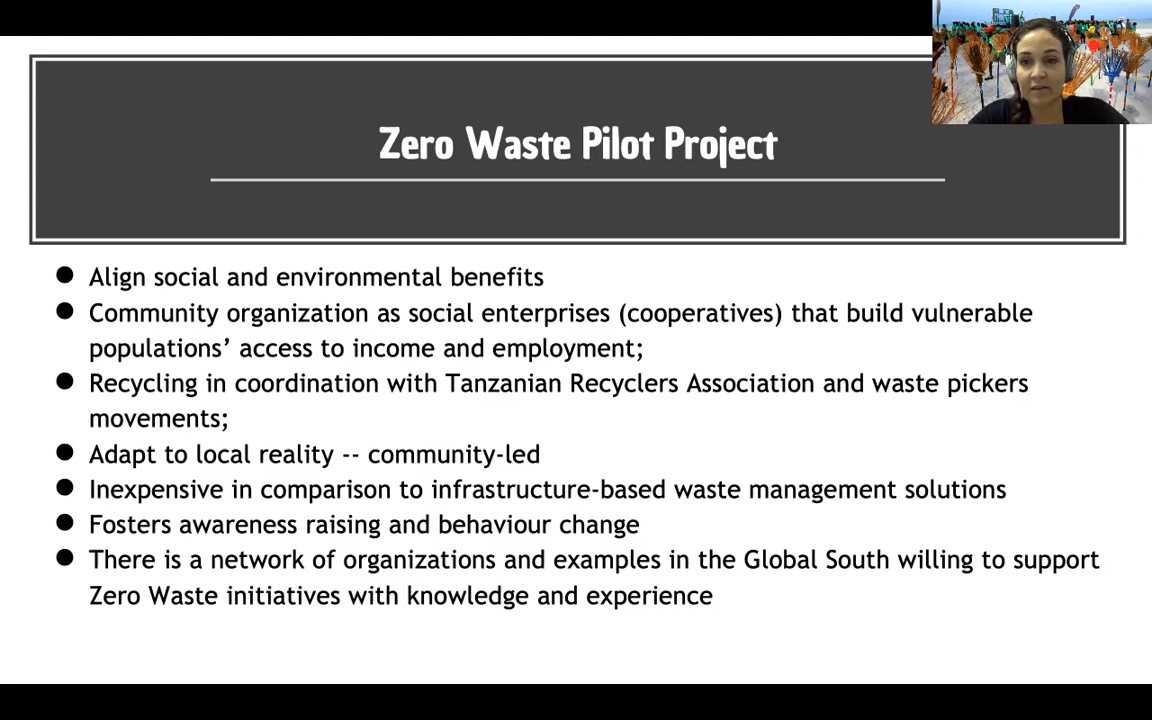 Zero Waste Pilot Project
● Align social and environmental benefits
● Community organization as social enterprises (cooperatives) that build vulnerable
populations’ access to income and employment;
● Recycling in coordination with Tanzanian Recyclers Association and waste pickers
movements;
● Adapt to local reality -- community-led
● Inexpensive in comparison to infrastructure-based waste management solutions
● Fosters awareness raising and behaviour change
● There is a network of organizations and examples in the Global South willing to support
Zero Waste initiatives with knowledge and experience